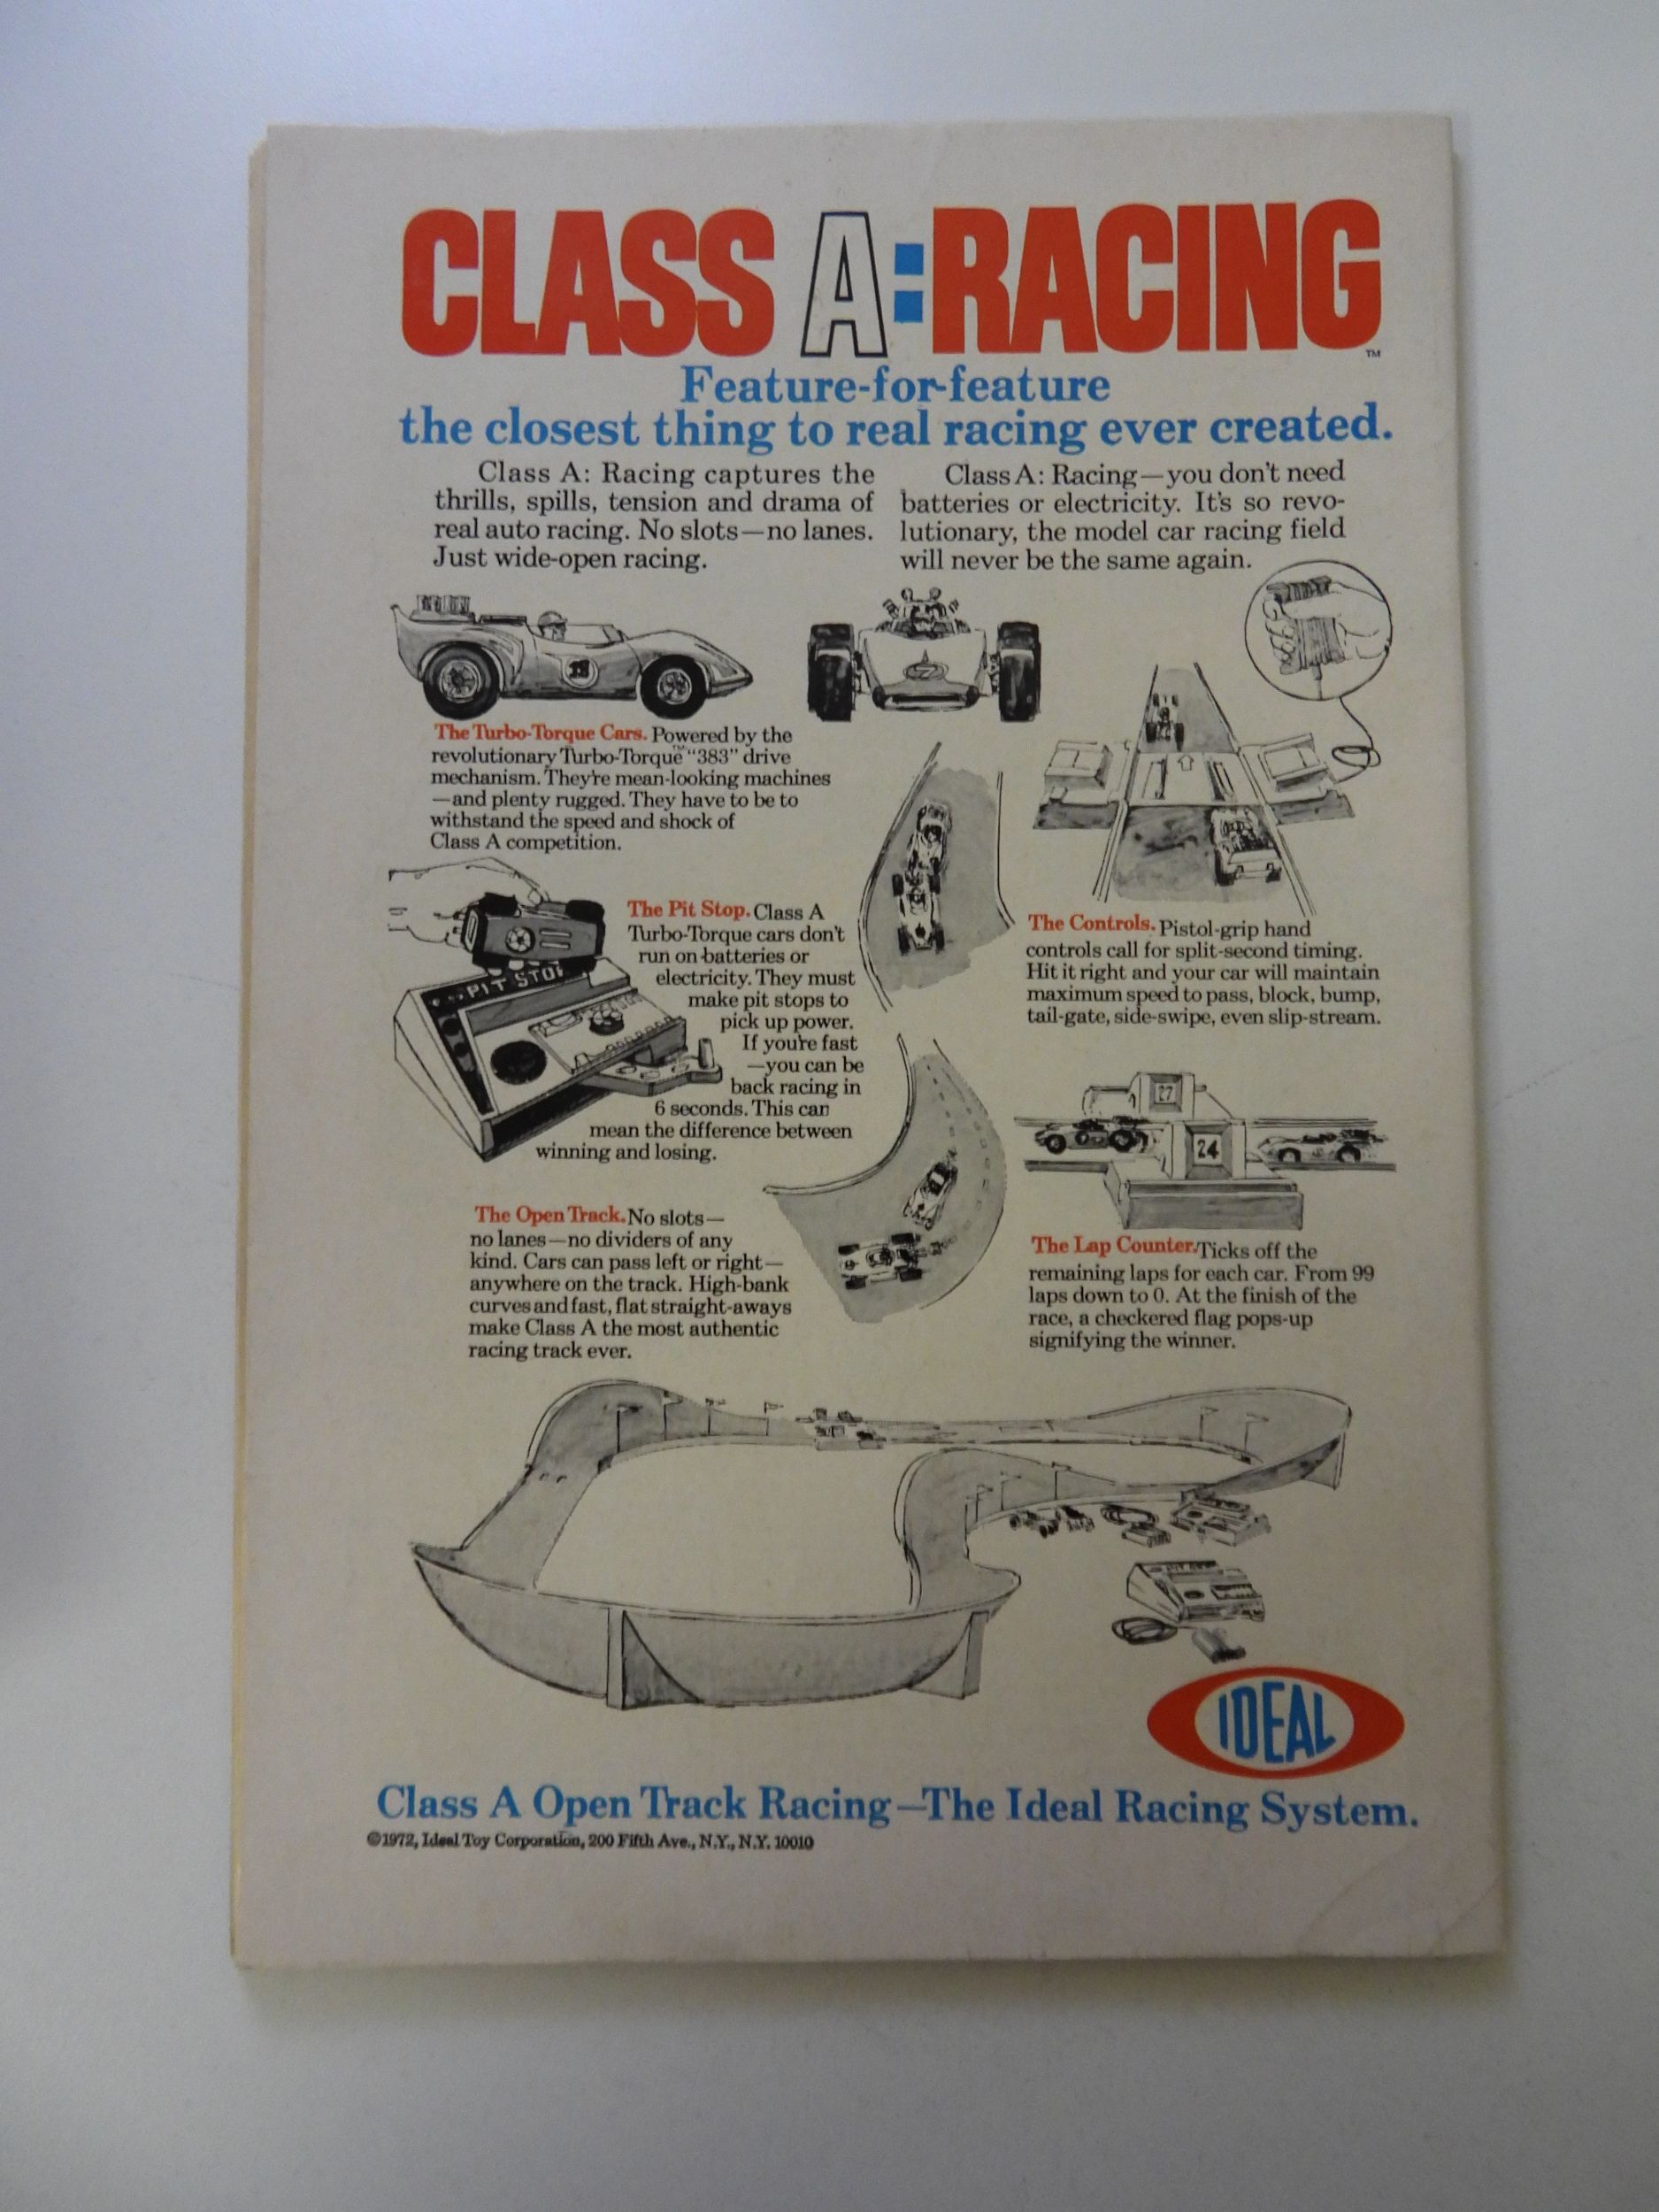 CLASS A:RACING
TM
Feature-for-feature
the closest thing to real racing ever created.
Class A: Racing captures the
thrills, spills, tension and drama of
real auto racing. No slots—no lanes.
Just wide-open racing.
Class A: Racing—you don't need
batteries or electricity. It's so revo-
lutionary, the model car racing field
will never be the same again.
The Turbo-Torque Cars. Powered by the
revolutionary Turbo-Torque™ "383" drive
mechanism. They're mean-looking machines
—and plenty rugged. They have to be to
withstand the speed and shock of
Class A competition.
PIT STOP
The Pit Stop. Class A
Turbo-Torque cars don't
run on batteries or
electricity. They must
make pit stops to
pick up power.
If you're fast
—you can be
back racing in
6 seconds. This can
mean the difference between
winning and losing.
The Open Track. No slots—
no lanes—no dividers of any
kind. Cars can pass left or right—
anywhere on the track. High-bank
curves and fast, flat straight-aways
make Class A the most authentic
racing track ever.
The Controls. Pistol-grip hand
controls call for split-second timing.
Hit it right and your car will maintain
maximum speed to pass, block, bump,
tail-gate, side-swipe, even slip-stream.
27
24
The Lap Counter. Ticks off the
remaining laps for each car. From 99
laps down to 0. At the finish of the
race, a checkered flag pops-up
signifying the winner.
IDEAL
Class A Open Track Racing—The Ideal Racing System.
©1972, Ideal Toy Corporation, 200 Fifth Ave., N.Y., N.Y. 10010